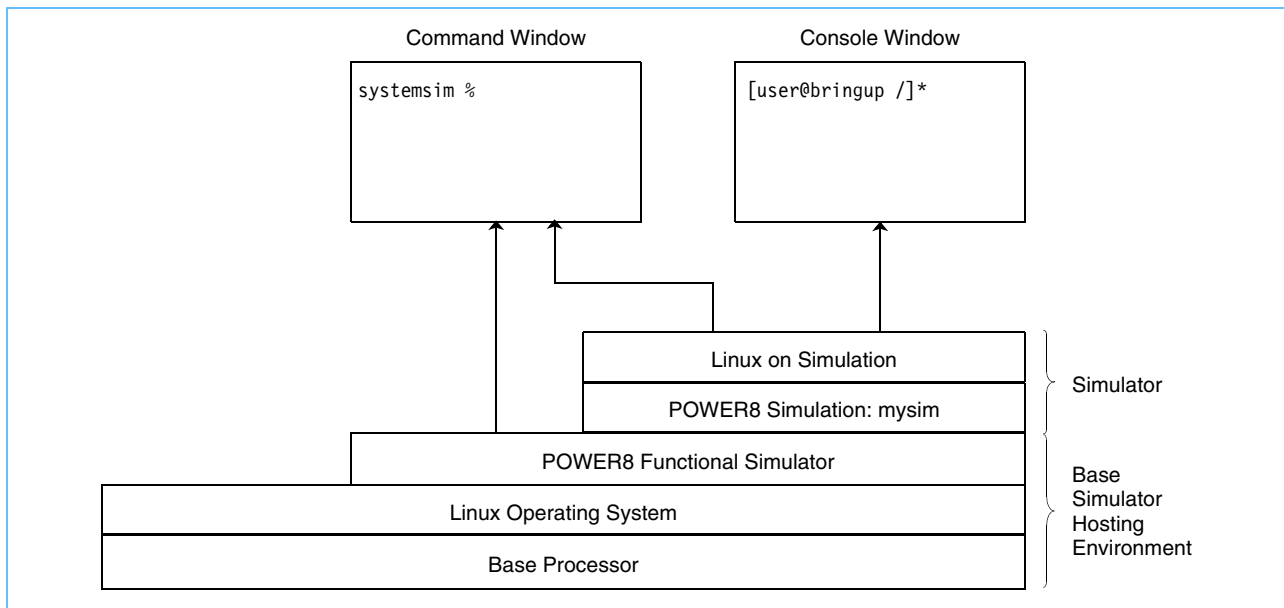 Command Window
Console Window
systemsim %
[user@bringup /]*
Linux on Simulation
POWER8 Simulation: mysim
Simulator
POWER8 Functional Simulator
Linux Operating System
Base Processor
Base
Simulator
Hosting
Environment